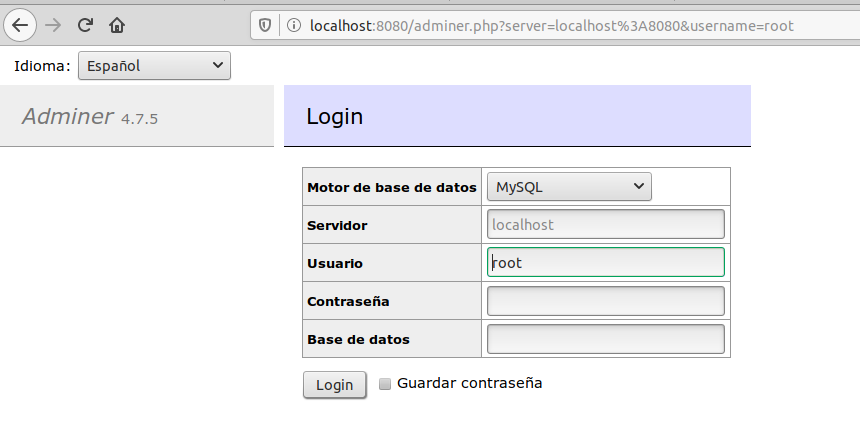 localhost:8080/adminer.php?server=localhost%3A8080&username=root
Idioma: Español
Adminer 4.7.5
Login
Motor de base de datos MySQL
Servidor localhost
Usuario root
Contraseña
Base de datos
Login Guardar contraseña